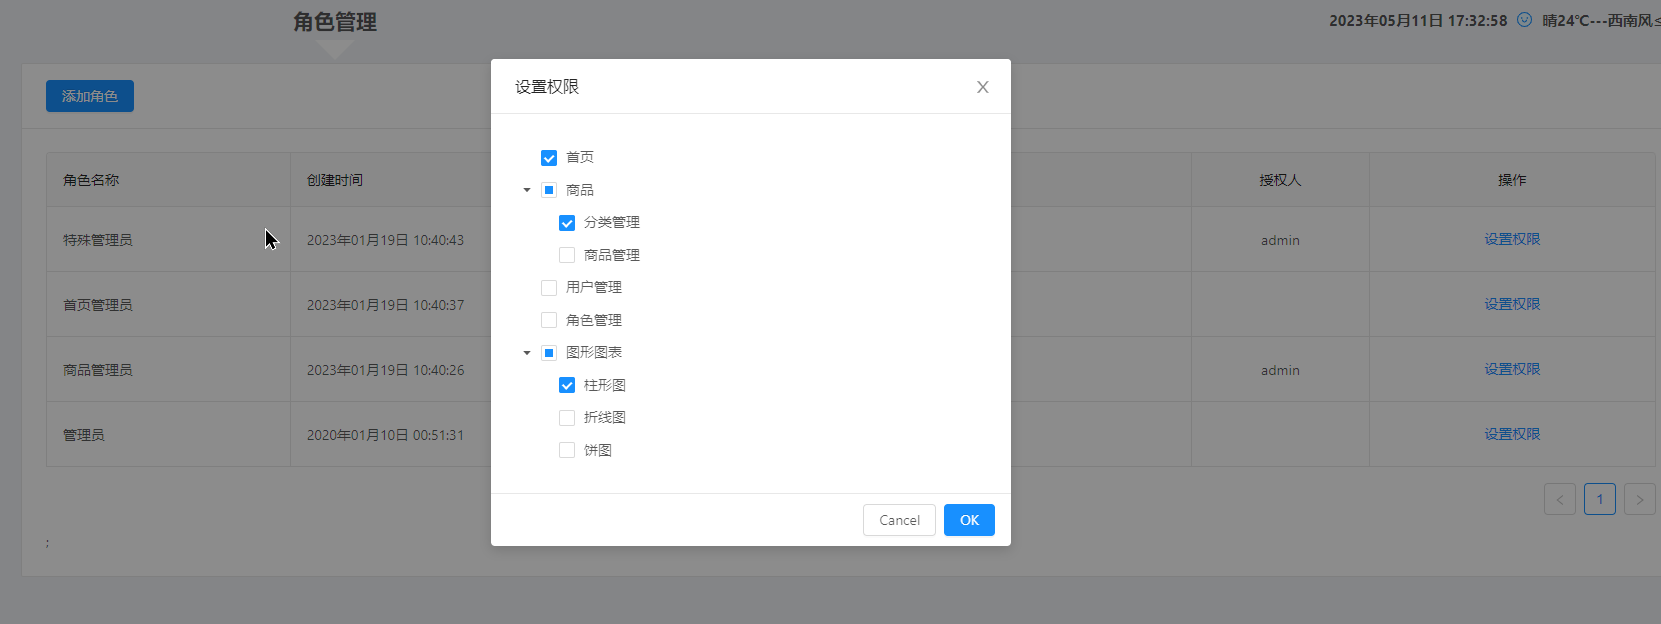 角色管理
2023年05月11日 17:32:58 晴24℃---西南风≤
添加角色
设置权限
首页
商品
分类管理
商品管理
用户管理
角色管理
图形图表
柱形图
折线图
饼图
Cancel OK
角色名称 创建时间 授权人 操作
特殊管理员 2023年01月19日 10:40:43 admin 设置权限
首页管理员 2023年01月19日 10:40:37 设置权限
商品管理员 2023年01月19日 10:40:26 admin 设置权限
管理员 2020年01月10日 00:51:31 设置权限
< 1 >
;